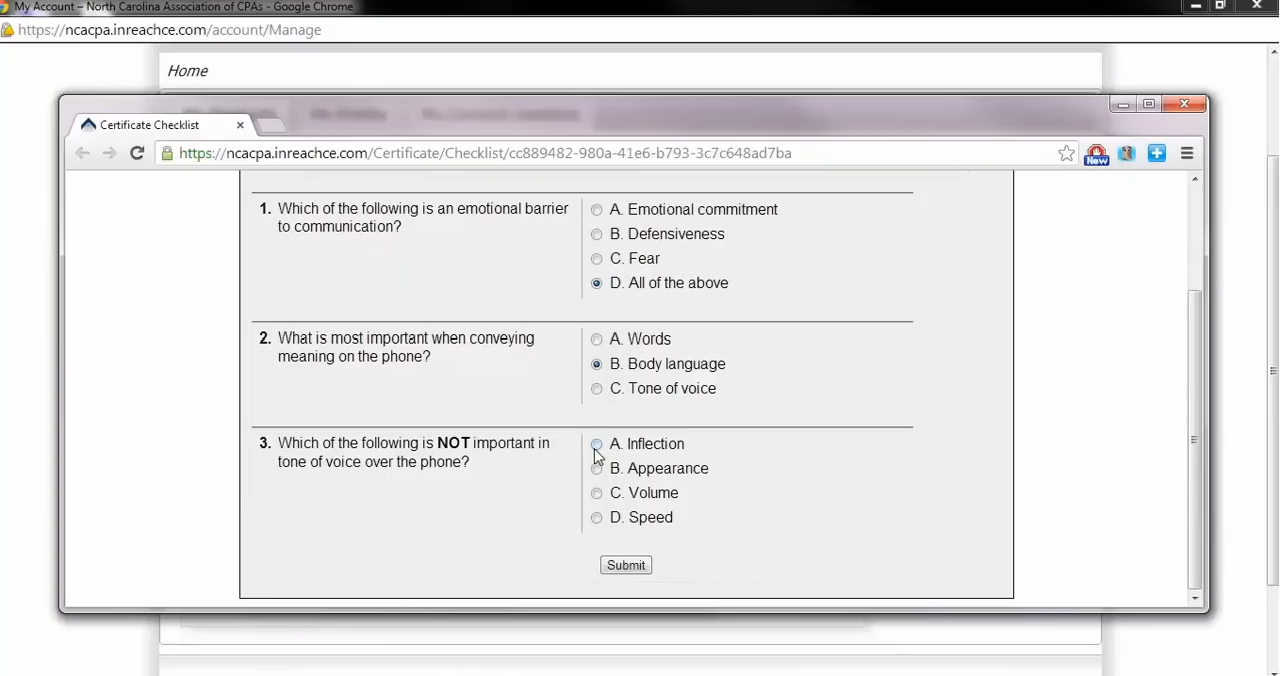 My Account – North Carolina Association of CPAs - Google Chrome
https://ncacpa.inreachce.com/account/Manage
Home
Certificate Checklist
https://ncacpa.inreachce.com/Certificate/Checklist/cc889482-980a-41e6-b793-3c7c648ad7ba
New
1. Which of the following is an emotional barrier
to communication?
A. Emotional commitment
B. Defensiveness
C. Fear
D. All of the above
2. What is most important when conveying
meaning on the phone?
A. Words
B. Body language
C. Tone of voice
3. Which of the following is NOT important in
tone of voice over the phone?
A. Inflection
B. Appearance
C. Volume
D. Speed
Submit